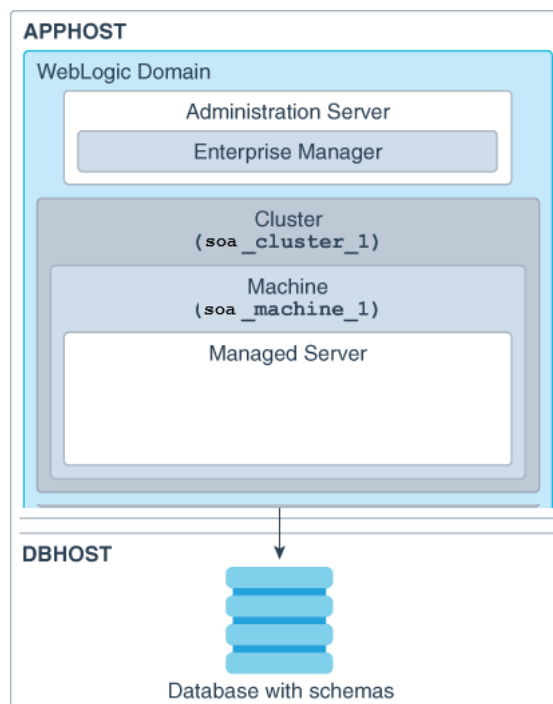 APPHOST
WebLogic Domain
Administration Server
Enterprise Manager
Cluster
(soa_cluster_1)
Machine
(soa_machine_1)
Managed Server
DBHOST
Database with schemas